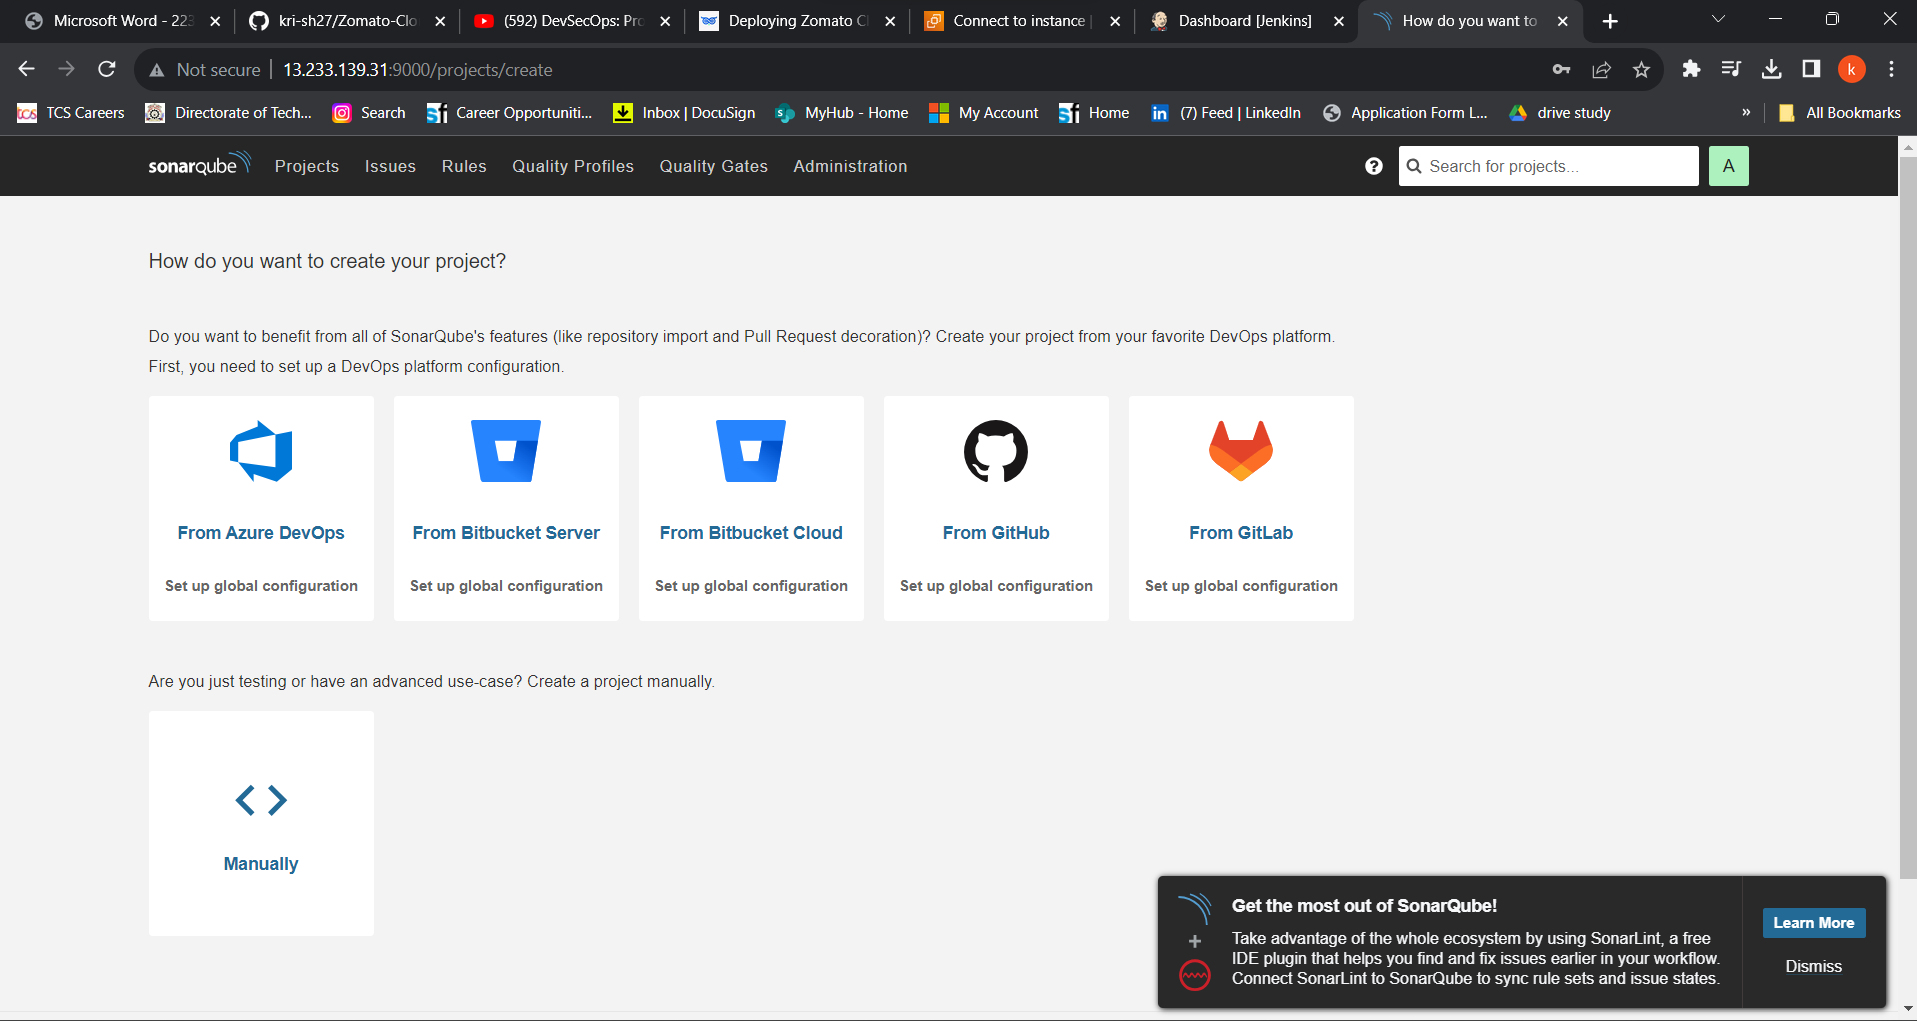 Microsoft Word - 223
kri-sh27/Zomato-Clo
(592) DevSecOps: Pro
Deploying Zomato Cl
Connect to instance |
Dashboard [Jenkins]
How do you want to
Not secure
13.233.139.31:9000/projects/create
k
tcs
TCS Careers
Directorate of Tech...
Search
Sf
Career Opportuniti...
Inbox | DocuSign
MyHub - Home
My Account
Sf
Home
in
(7) Feed | LinkedIn
Application Form L...
drive study
»
All Bookmarks
sonarqube
Projects
Issues
Rules
Quality Profiles
Quality Gates
Administration
?
Search for projects...
A
How do you want to create your project?
Do you want to benefit from all of SonarQube's features (like repository import and Pull Request decoration)? Create your project from your favorite DevOps platform.
First, you need to set up a DevOps platform configuration.
From Azure DevOps
From Bitbucket Server
From Bitbucket Cloud
From GitHub
From GitLab
Set up global configuration
Set up global configuration
Set up global configuration
Set up global configuration
Set up global configuration
Are you just testing or have an advanced use-case? Create a project manually.
Manually
Get the most out of SonarQube!
Take advantage of the whole ecosystem by using SonarLint, a free
IDE plugin that helps you find and fix issues earlier in your workflow.
Connect SonarLint to SonarQube to sync rule sets and issue states.
Learn More
Dismiss